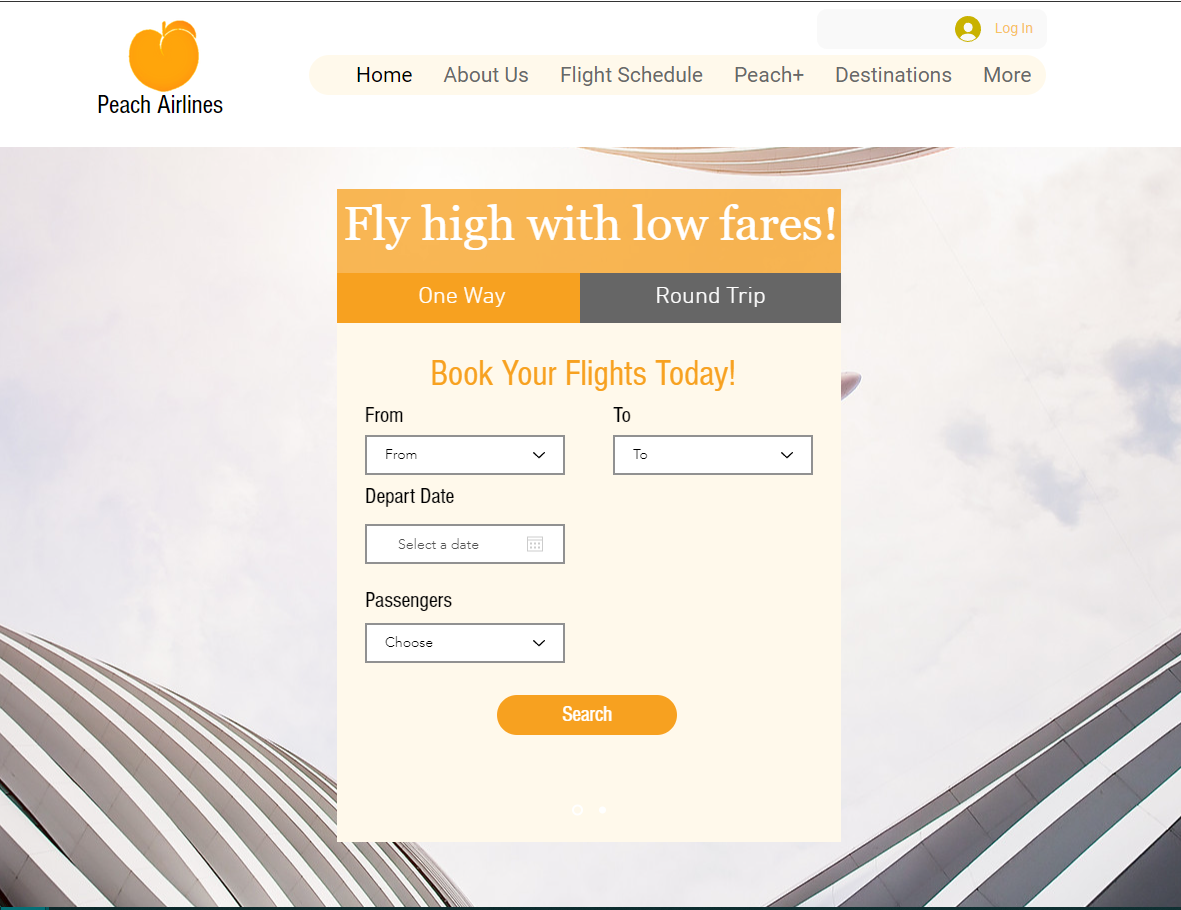 Log In
Peach Airlines
Home About Us Flight Schedule Peach+ Destinations More
Fly high with low fares!
One Way Round Trip
Book Your Flights Today!
From To
From To
Depart Date
Select a date
Passengers
Choose
Search